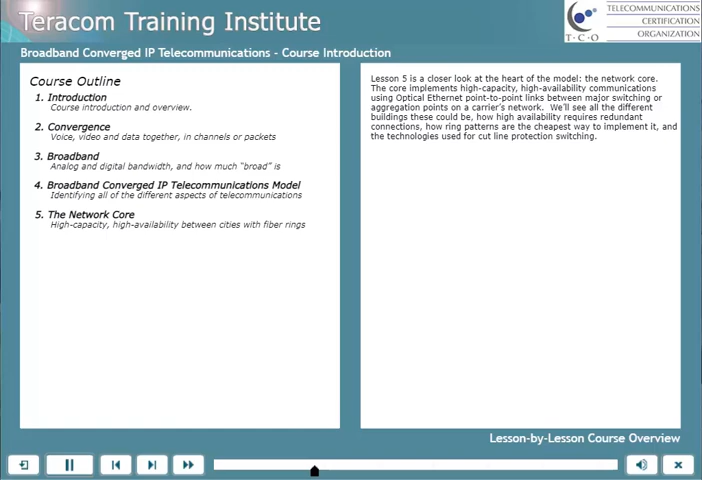 Teracom Training Institute
TELECOMMUNICATIONS
CERTIFICATION
ORGANIZATION
T·C·O
Broadband Converged IP Telecommunications - Course Introduction
Course Outline
1. Introduction
Course introduction and overview.
2. Convergence
Voice, video and data together, in channels or packets
3. Broadband
Analog and digital bandwidth, and how much "broad" is
4. Broadband Converged IP Telecommunications Model
Identifying all of the different aspects of telecommunications
5. The Network Core
High-capacity, high-availability between cities with fiber rings
Lesson 5 is a closer look at the heart of the model: the network core.
The core implements high-capacity, high-availability communications
using Optical Ethernet point-to-point links between major switching or
aggregation points on a carrier's network. We'll see all the different
buildings these could be, how high availability requires redundant
connections, how ring patterns are the cheapest way to implement it, and
the technologies used for cut line protection switching.
Lesson-by-Lesson Course Overview